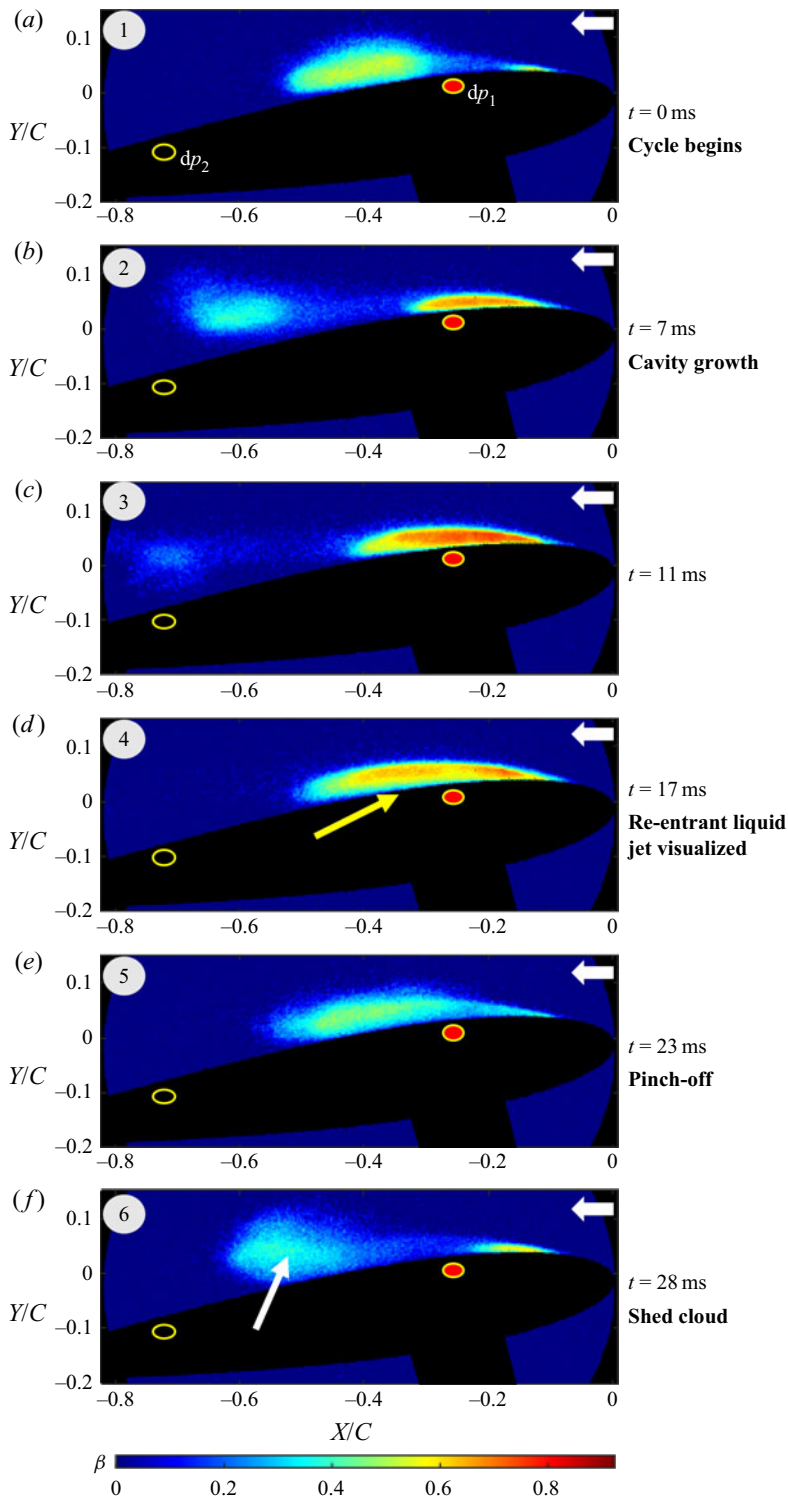 (a)
1
0.1
0
–0.1
–0.2
Y/C
dp1
dp2
t = 0 ms
Cycle begins
–0.8 –0.6 –0.4 –0.2 0
(b)
2
0.1
0
–0.1
–0.2
Y/C
t = 7 ms
Cavity growth
–0.8 –0.6 –0.4 –0.2 0
(c)
3
0.1
0
–0.1
–0.2
Y/C
t = 11 ms
–0.8 –0.6 –0.4 –0.2 0
(d)
4
0.1
0
–0.1
–0.2
Y/C
t = 17 ms
Re-entrant liquid
jet visualized
–0.8 –0.6 –0.4 –0.2 0
(e)
5
0.1
0
–0.1
–0.2
Y/C
t = 23 ms
Pinch-off
–0.8 –0.6 –0.4 –0.2 0
(f)
6
0.1
0
–0.1
–0.2
Y/C
t = 28 ms
Shed cloud
–0.8 –0.6 –0.4 –0.2 0
X/C
β
0 0.2 0.4 0.6 0.8